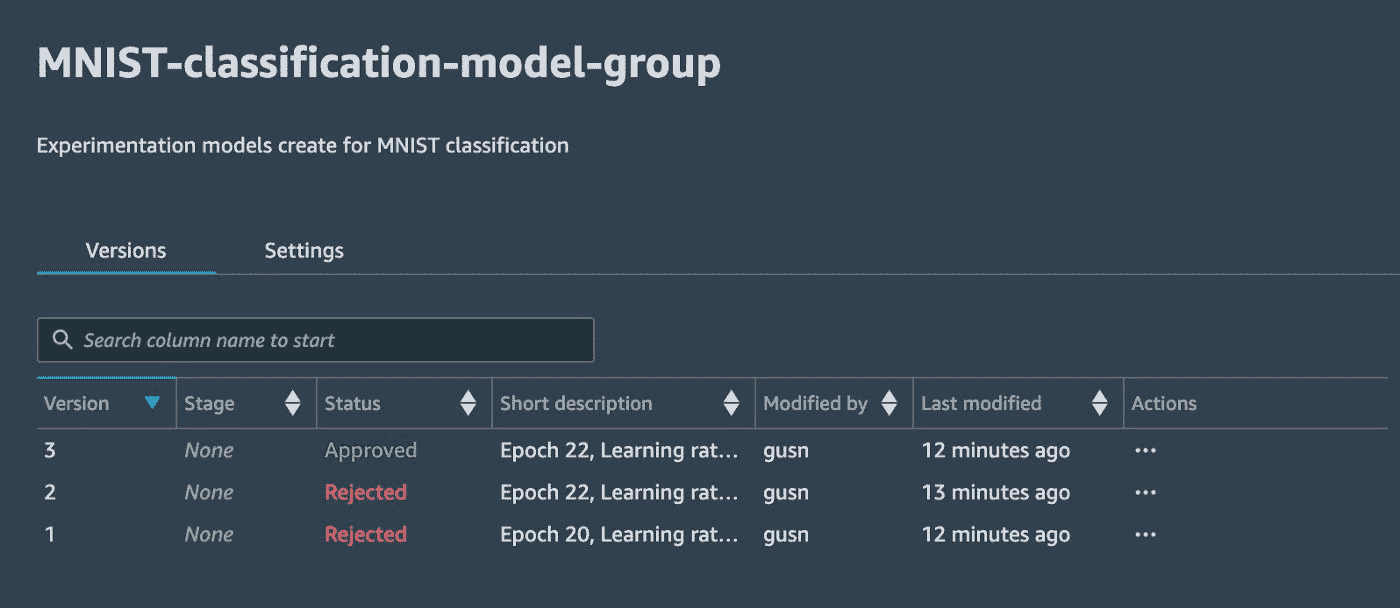 MNIST-classification-model-group
Experimentation models create for MNIST classification
Versions Settings
Search column name to start
Version Stage Status Short description Modified by Last modified Actions
3 None Approved Epoch 22, Learning rat... gusn 12 minutes ago ...
2 None Rejected Epoch 22, Learning rat... gusn 13 minutes ago ...
1 None Rejected Epoch 20, Learning rat... gusn 12 minutes ago ...